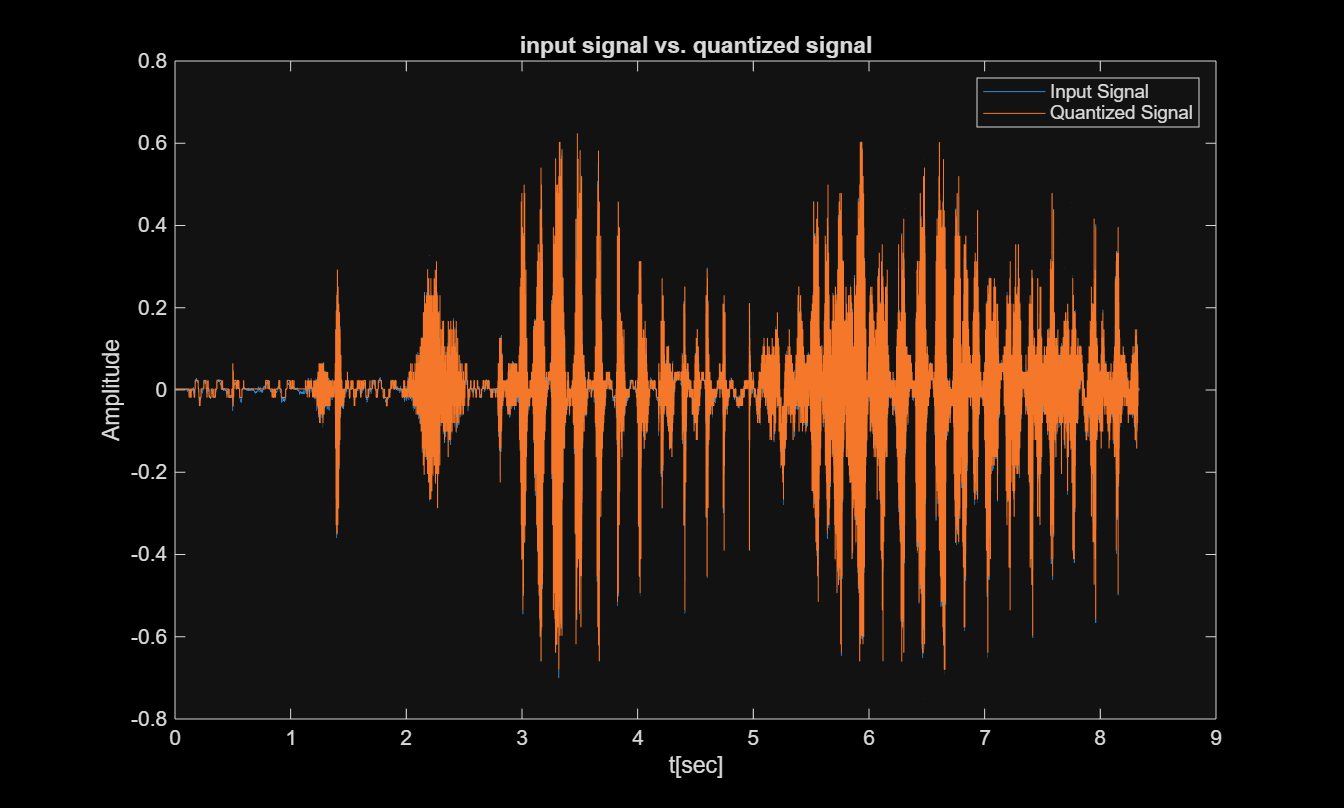 input signal vs. quantized signal
Input Signal
Quantized Signal
0.8
0.6
0.4
0.2
0
-0.2
-0.4
-0.6
-0.8
Amplitude
0 1 2 3 4 5 6 7 8 9
t[sec]